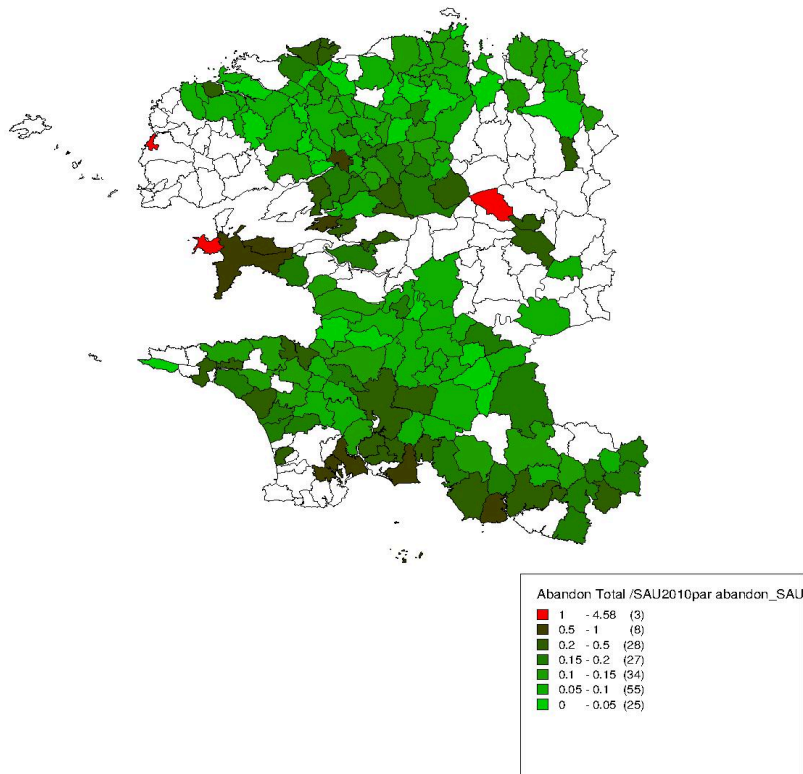 Abandon Total /SAU2010par abandon_SAU
1 - 4.58 (3)
0.5 - 1 (8)
0.2 - 0.5 (28)
0.15 - 0.2 (27)
0.1 - 0.15 (34)
0.05 - 0.1 (55)
0 - 0.05 (25)